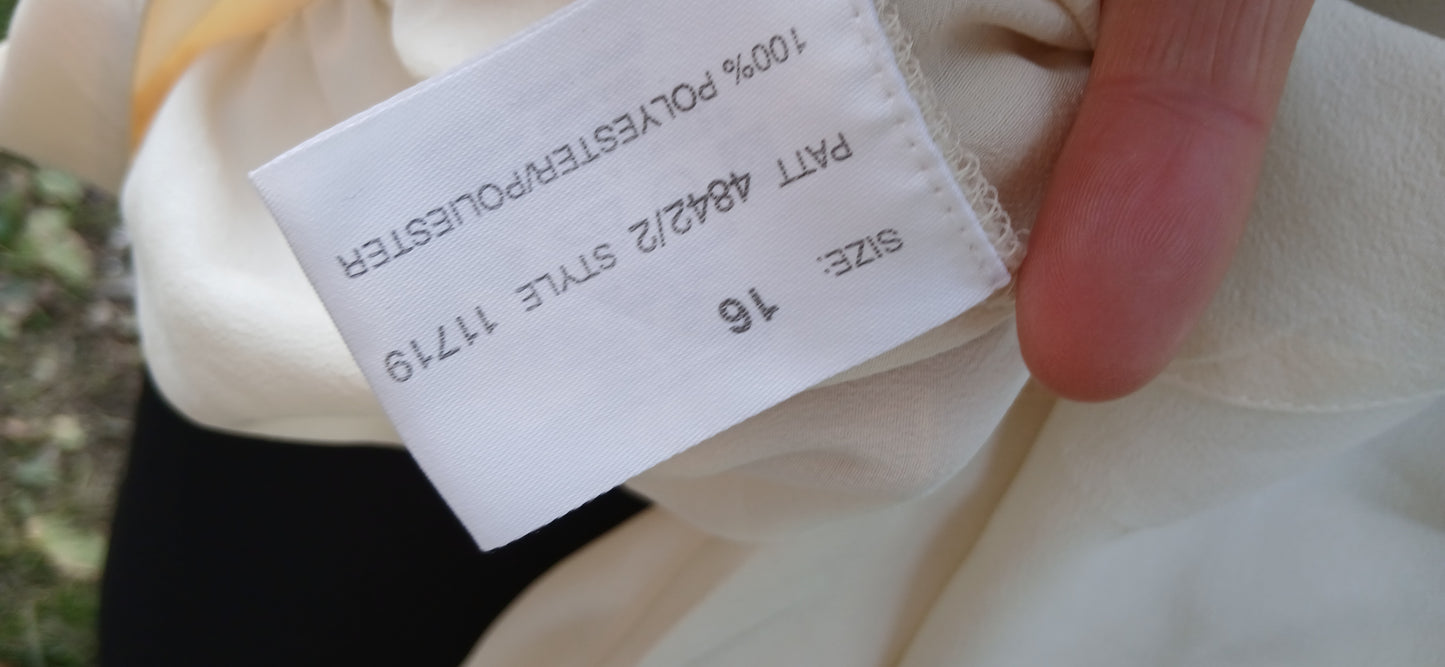 SIZE:
16
PATT 4842/2 STYLE 11719
100% POLYESTER/POLIESTER